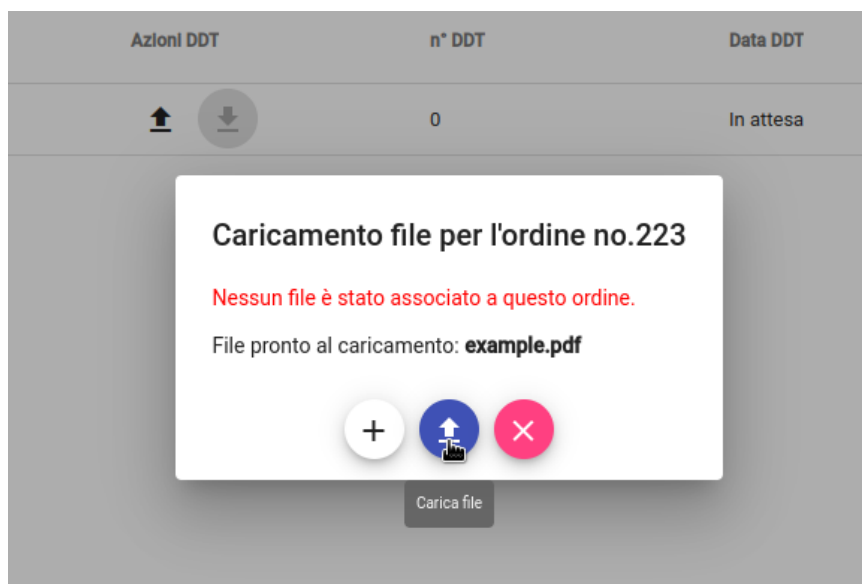 Azioni DDT n° DDT Data DDT
0 In attesa
Caricamento file per l'ordine no.223
Nessun file è stato associato a questo ordine.
File pronto al caricamento: example.pdf
Carica file